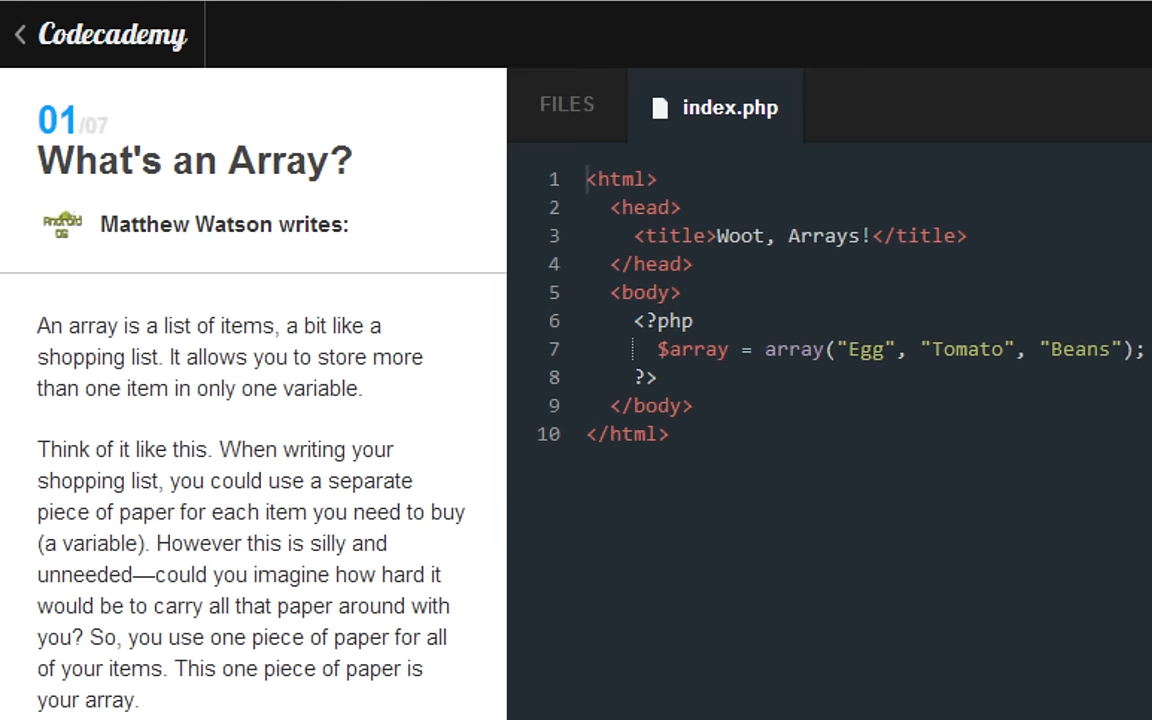 Codecademy
01/07
What's an Array?
Android
OG
Matthew Watson writes:
An array is a list of items, a bit like a
shopping list. It allows you to store more
than one item in only one variable.
Think of it like this. When writing your
shopping list, you could use a separate
piece of paper for each item you need to buy
(a variable). However this is silly and
unneeded—could you imagine how hard it
would be to carry all that paper around with
you? So, you use one piece of paper for all
of your items. This one piece of paper is
your array.
FILES
index.php
1 <html>
2 <head>
3 <title>Woot, Arrays!</title>
4 </head>
5 <body>
6 <?php
7 $array = array("Egg", "Tomato", "Beans");
8 ?>
9 </body>
10 </html>